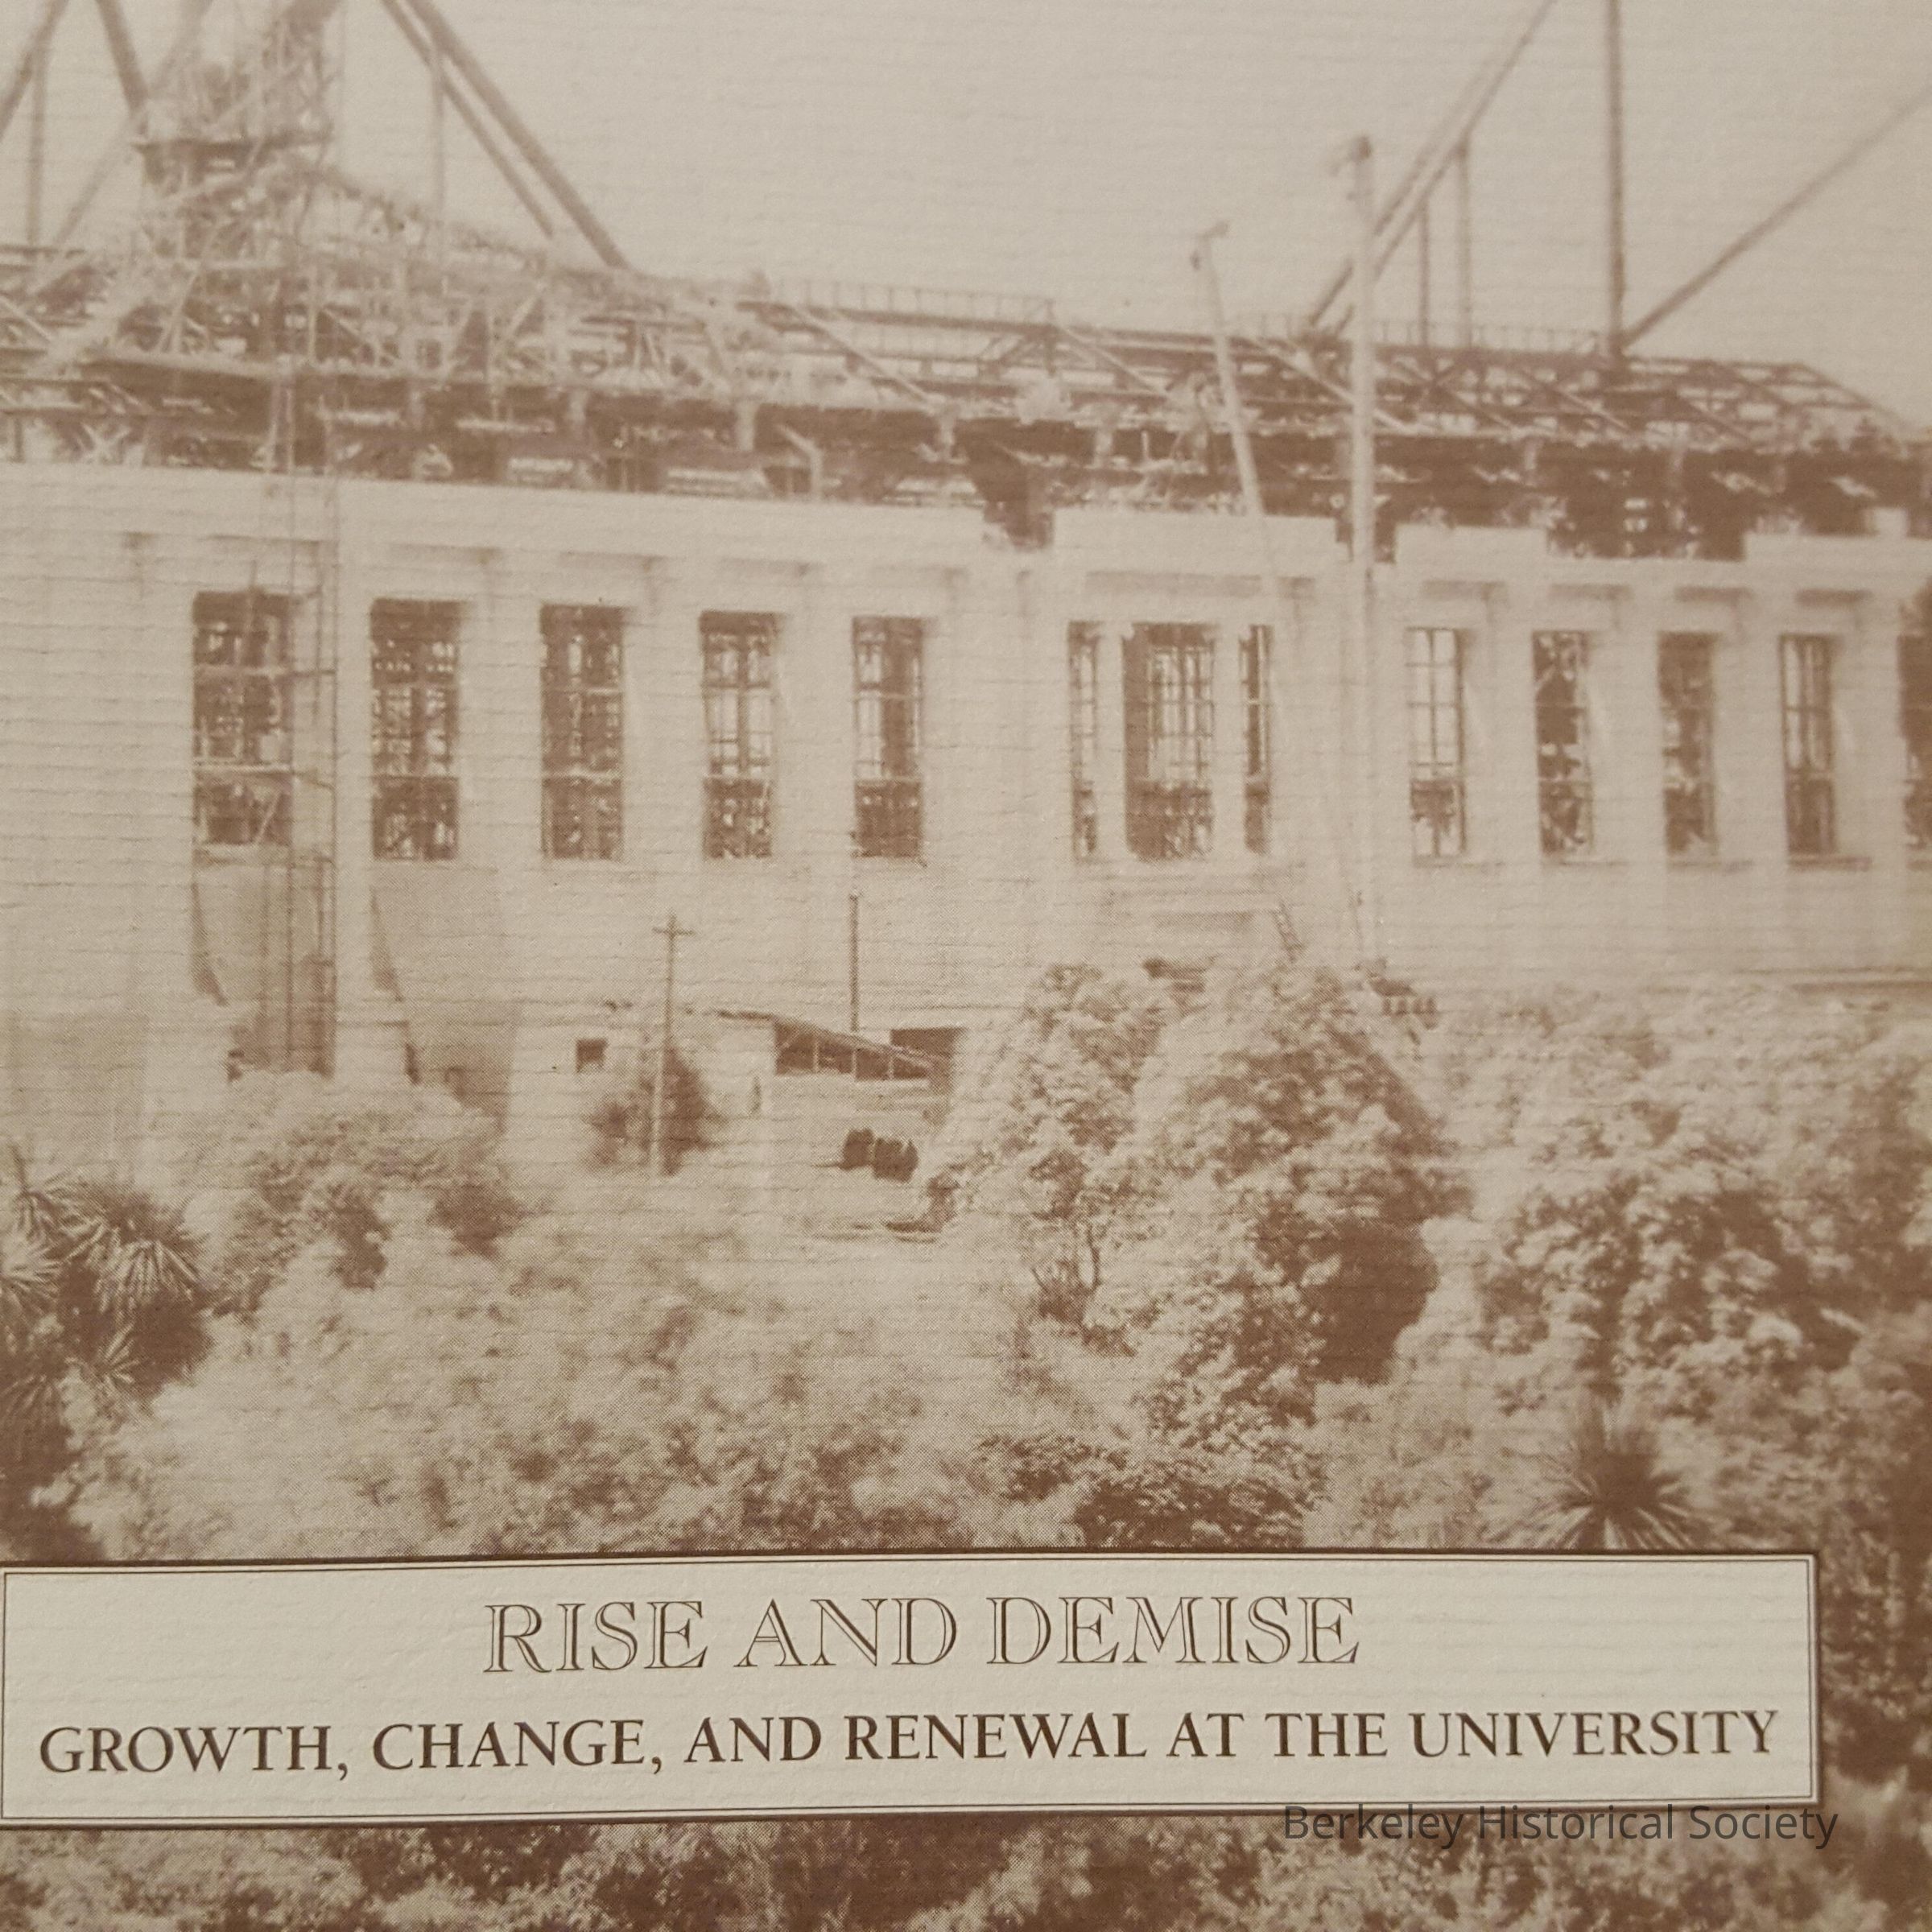 RISE AND DEMISE
GROWTH, CHANGE, AND RENEWAL AT THE UNIVERSITY
Berkeley Historical Society